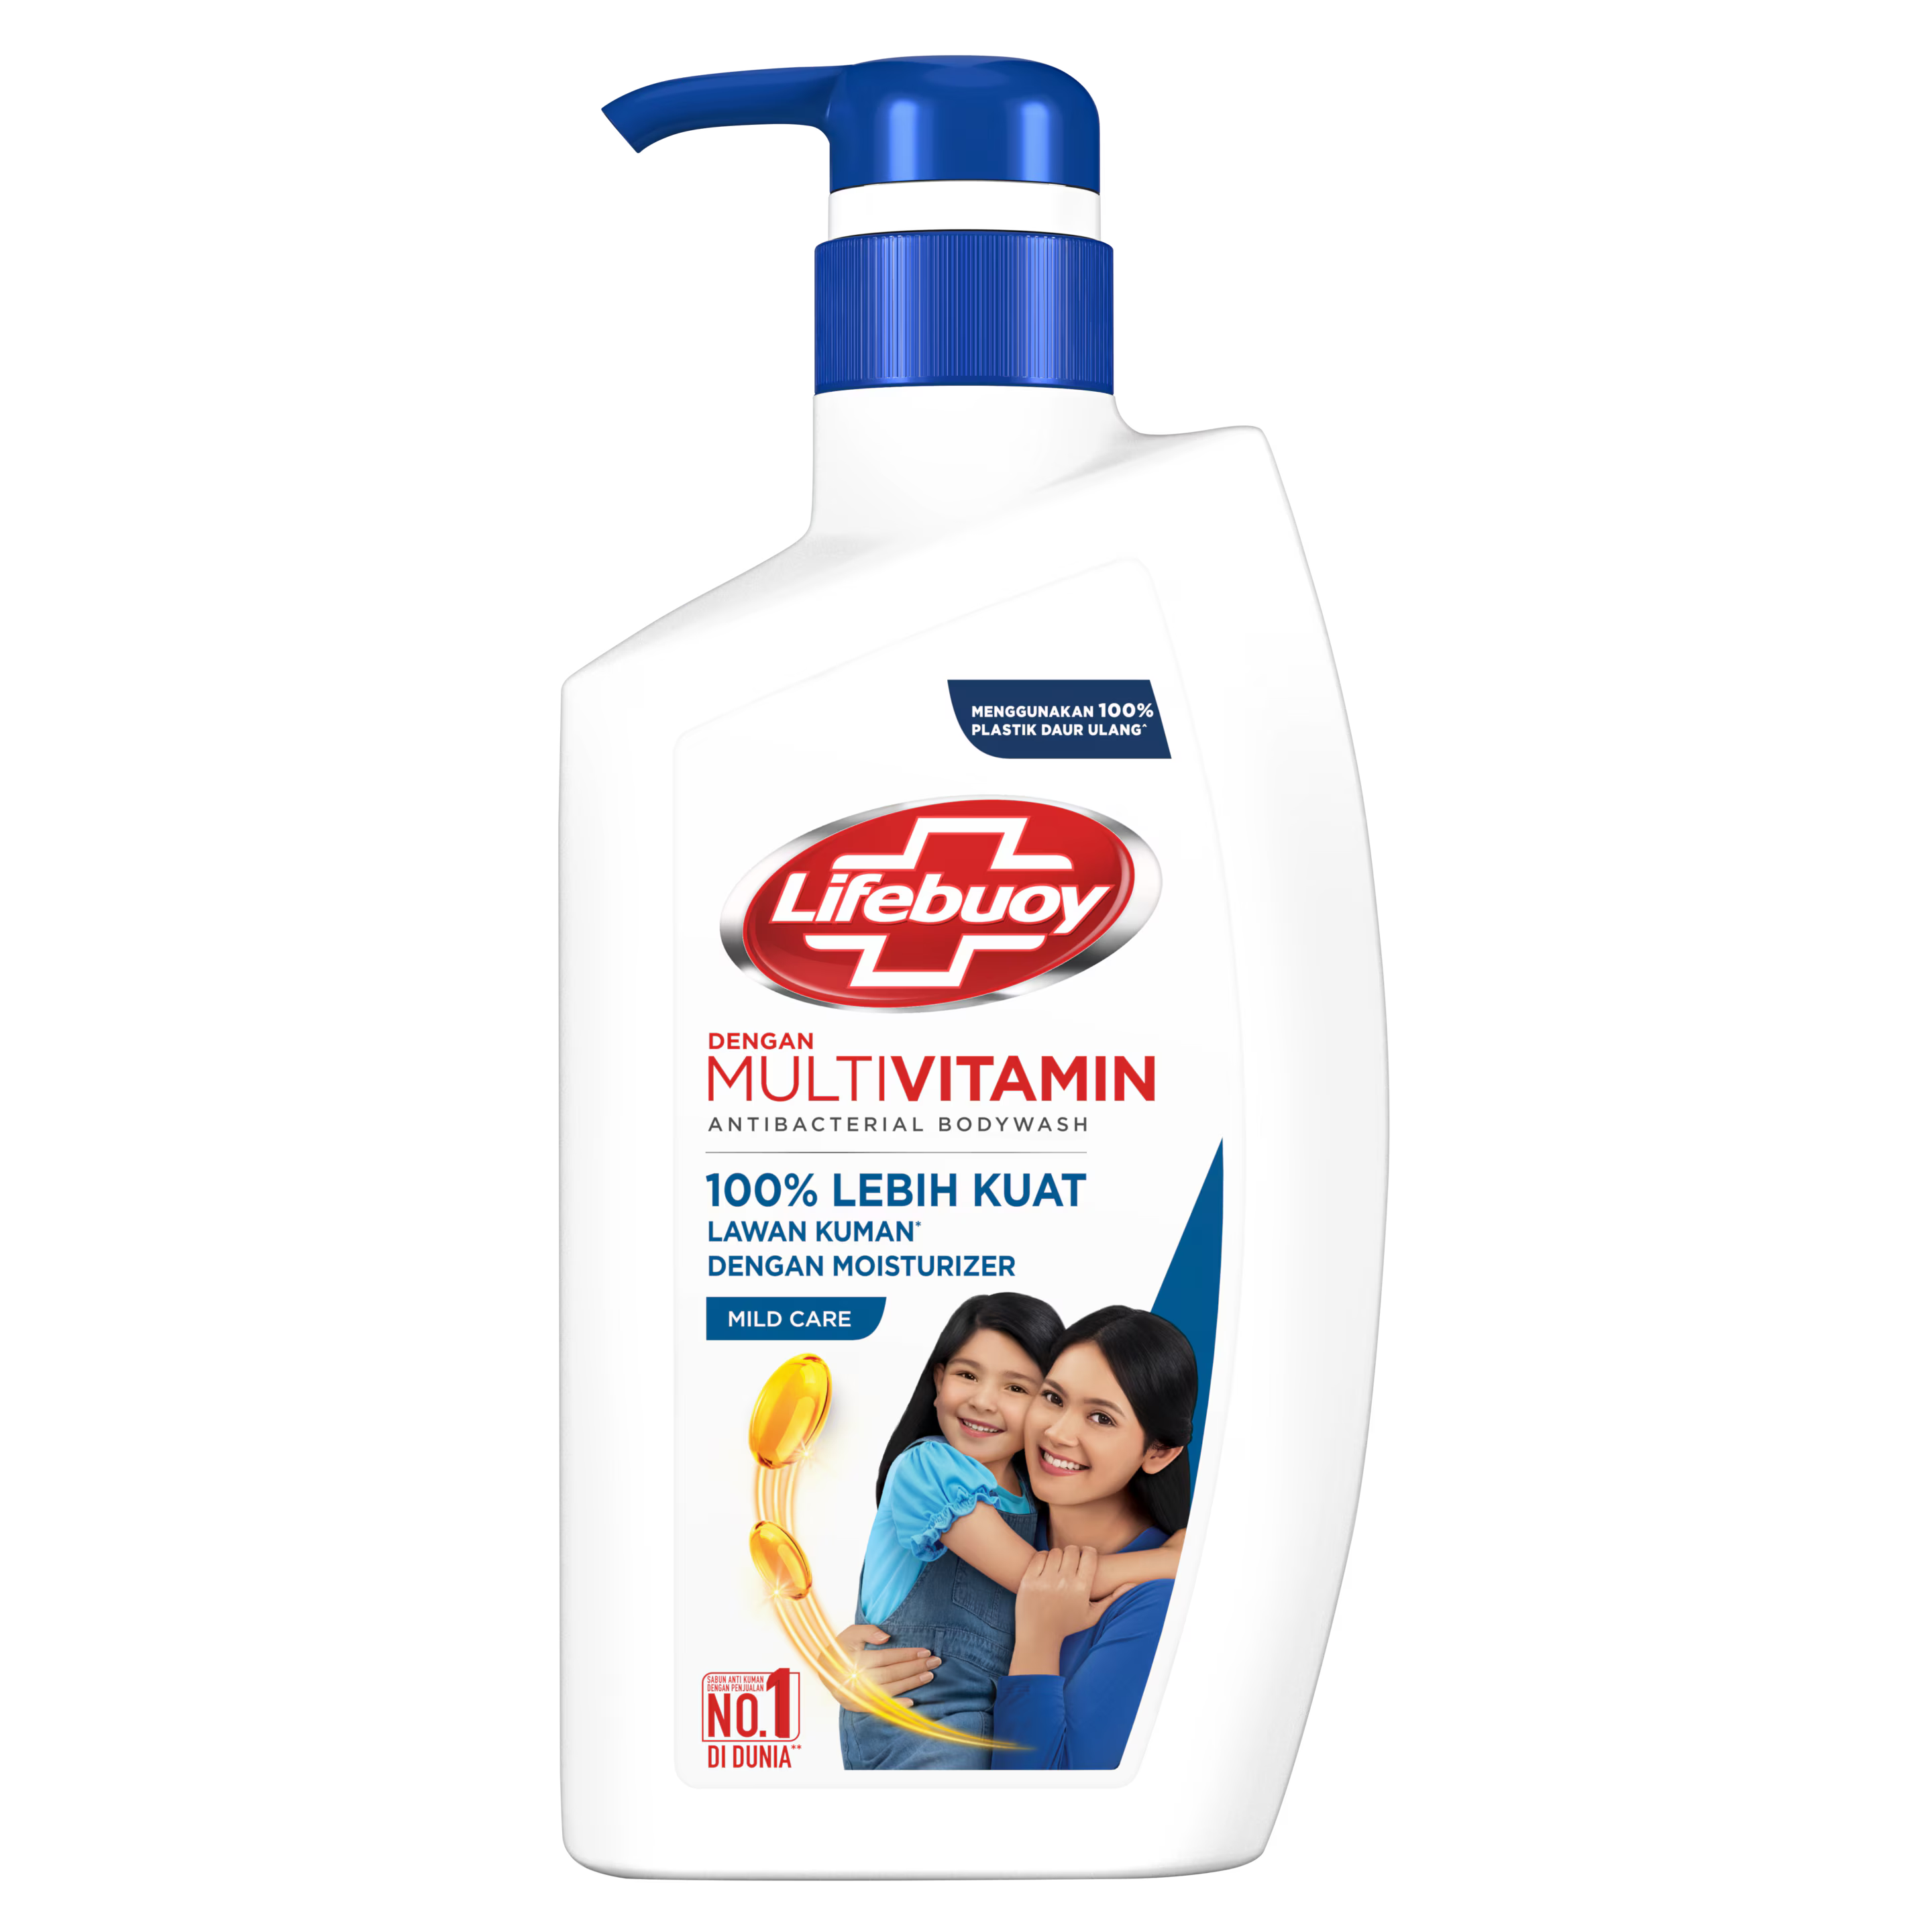 MENGGUNAKAN 100%
PLASTIK DAUR ULANG^
Lifebuoy
DENGAN
MULTIVITAMIN
ANTIBACTERIAL BODYWASH
100% LEBIH KUAT
LAWAN KUMAN*
DENGAN MOISTURIZER
MILD CARE
SABUN ANTI KUMAN
DENGAN PENJUALAN
NO.1
DI DUNIA**